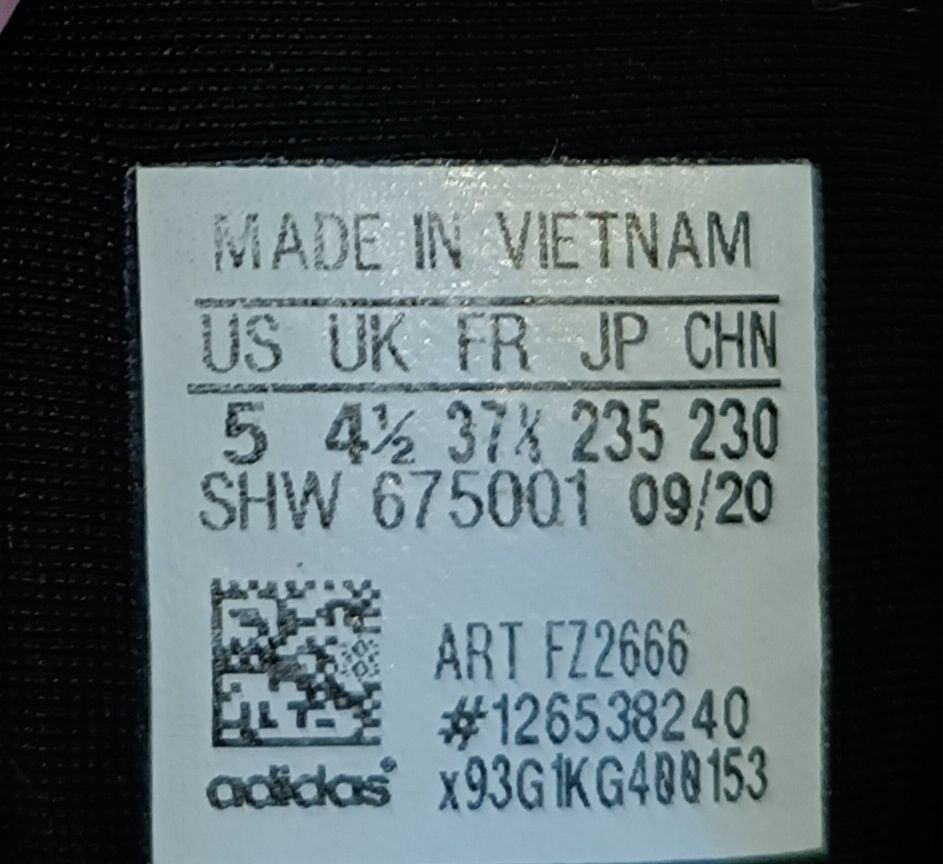 MADE IN VIETNAM
US UK FR JP CHN
5 4½ 37⅓ 235 230
SHW 675001 09/20
ART FZ2666
#126538240
adidas® x93G1KG400153